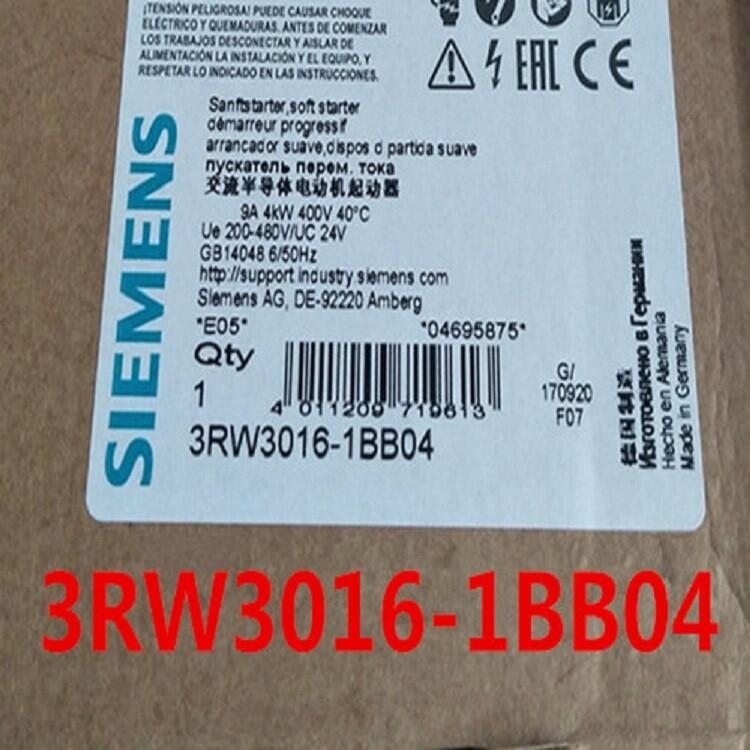 ¡TENSIÓN PELIGROSA! PUEDE CAUSAR CHOQUE
ELÉCTRICO Y QUEMADURAS. ANTES DE COMENZAR
LOS TRABAJOS DESCONECTAR Y AISLAR DE
ALIMENTACIÓN LA INSTALACIÓN Y EL EQUIPO, Y
RESPETAR LO INDICADO EN LAS INSTRUCCIONES.
EAC CE
SIEMENS
Sanftstarter,soft starter
démarreur progressif
arrancador suave,dispos d partida suave
пускатель перем. тока
交流半导体电动机起动器
9A 4kW 400V 40°C
Ue 200-480V/UC 24V
GB14048 6/50Hz
http://support industry siemens com
Siemens AG, DE-92220 Amberg
*E05*
*04695875*
Qty
1
4 011209 719613
G/
170920
F07
3RW3016-1BB04
德国制造
Изготовлено в Германии
Hecho en Alemania
Made in Germany
3RW3016-1BB04